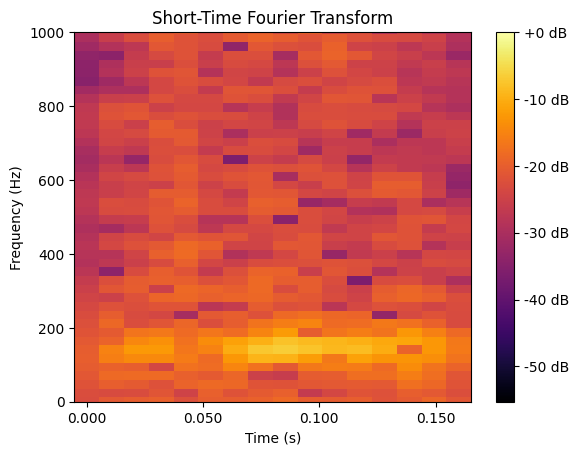 Short-Time Fourier Transform
1000
800
600
400
200
0
Frequency (Hz)
0.000
0.050
0.100
0.150
Time (s)
+0 dB
-10 dB
-20 dB
-30 dB
-40 dB
-50 dB